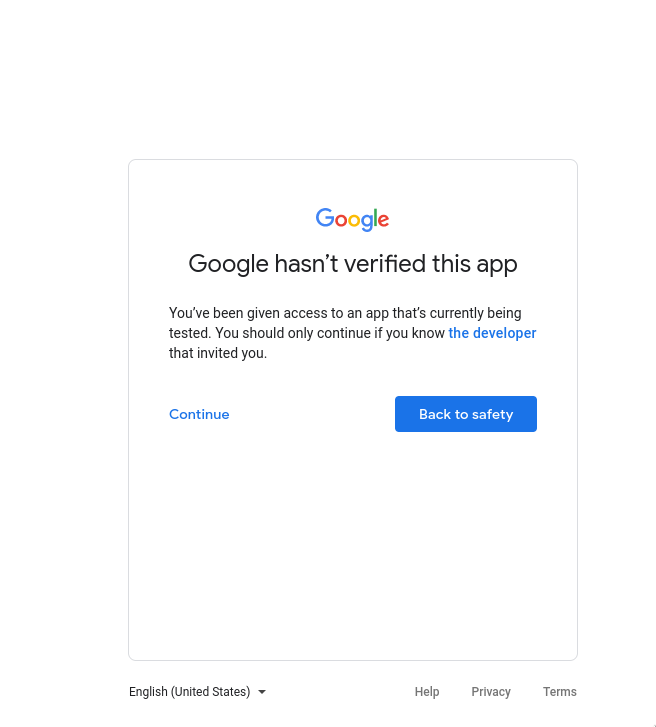 Google
Google hasn’t verified this app
You’ve been given access to an app that’s currently being
tested. You should only continue if you know the developer
that invited you.
Continue
Back to safety
English (United States)
Help
Privacy
Terms